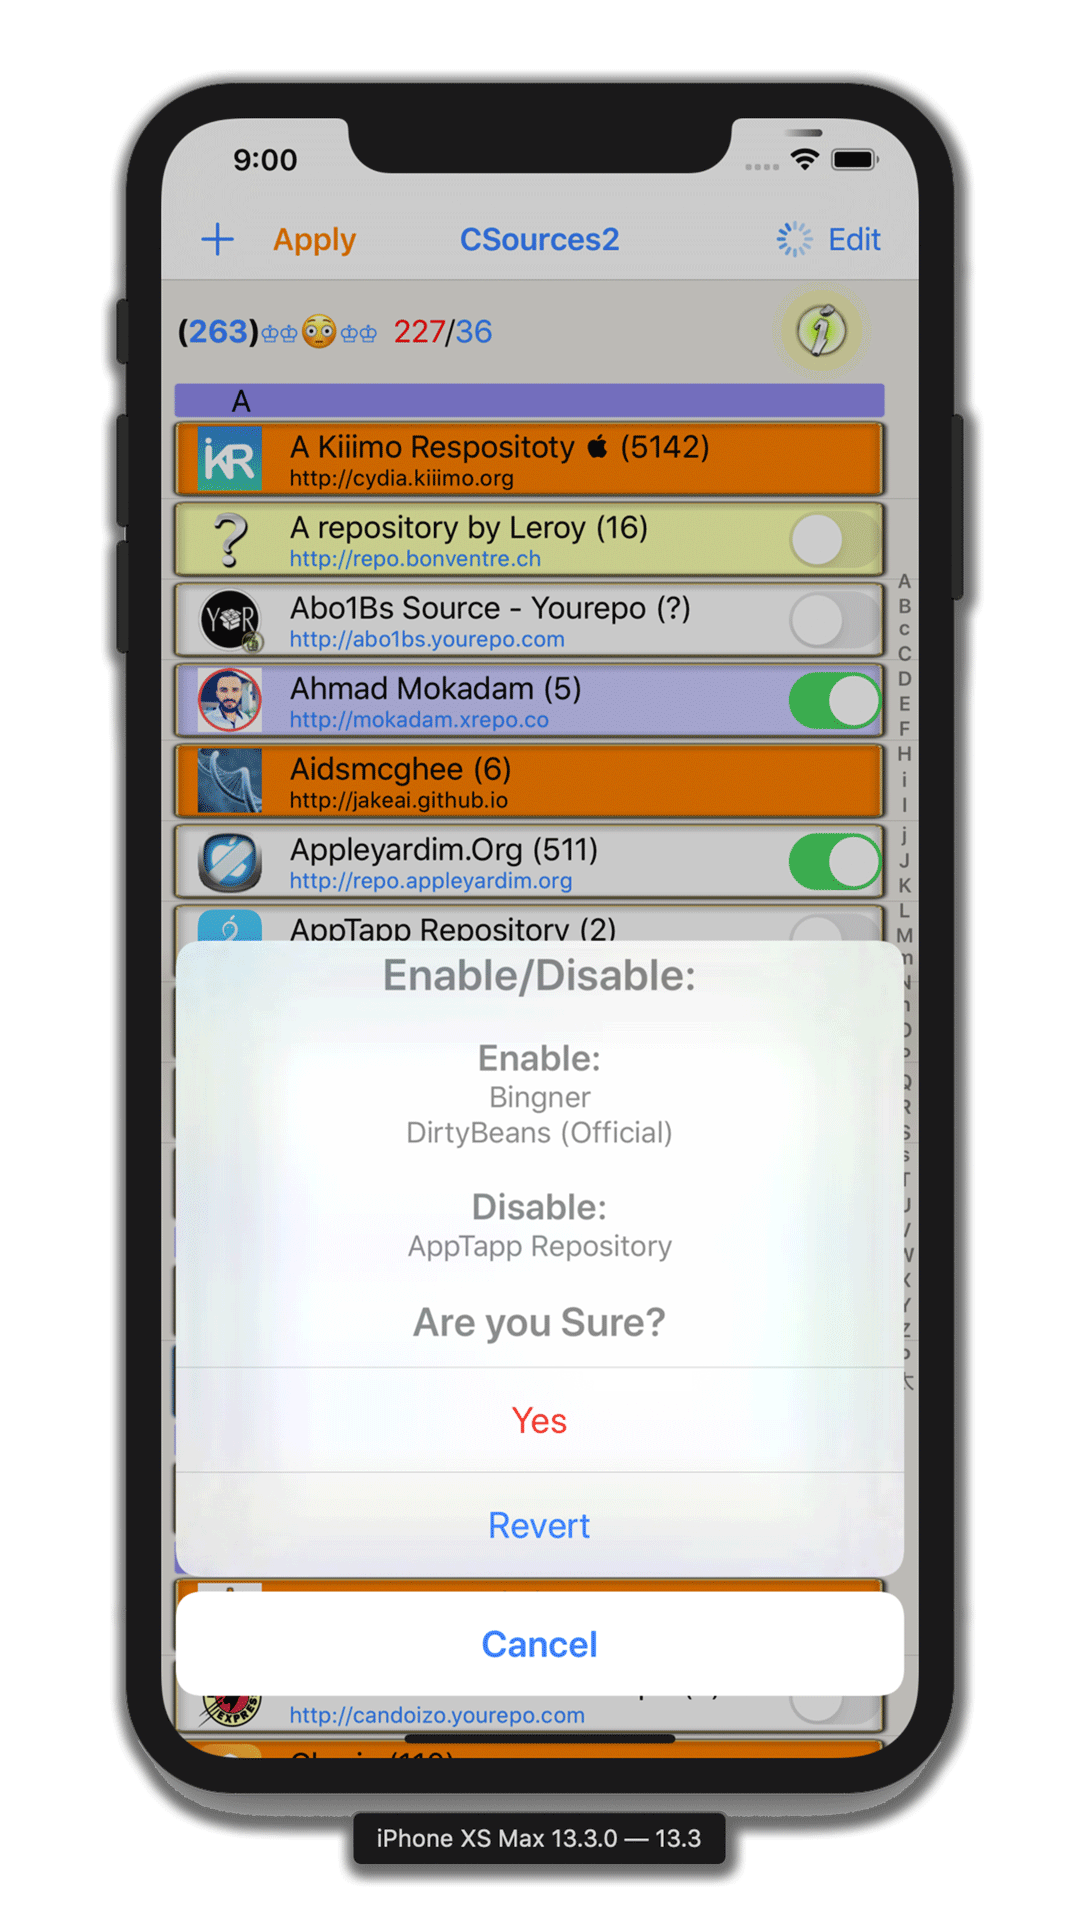 9:00
+ Apply CSources2 Edit
(263)♔♔😳♔♔ 227/36
i
A
iKR
A Kiiimo Respositoty  (5142)
http://cydia.kiiimo.org
?
A repository by Leroy (16)
http://repo.bonventre.ch
YR
Abo1Bs Source - Yourepo (?)
http://abo1bs.yourepo.com
Ahmad Mokadam (5)
http://mokadam.xrepo.co
Aidsmcghee (6)
http://jakeai.github.io
Appleyardim.Org (511)
http://repo.appleyardim.org
AppTapp Repository (2)
A
B
c
C
D
E
F
H
i
I
j
J
K
L
M
m
N
n
O
P
Q
R
S
s
T
U
V
W
X
Y
Z
Enable/Disable:
Enable:
Bingner
DirtyBeans (Official)
Disable:
AppTapp Repository
Are you Sure?
Yes
Revert
Cancel
EXPRESS
http://candoizo.yourepo.com
iPhone XS Max 13.3.0 — 13.3